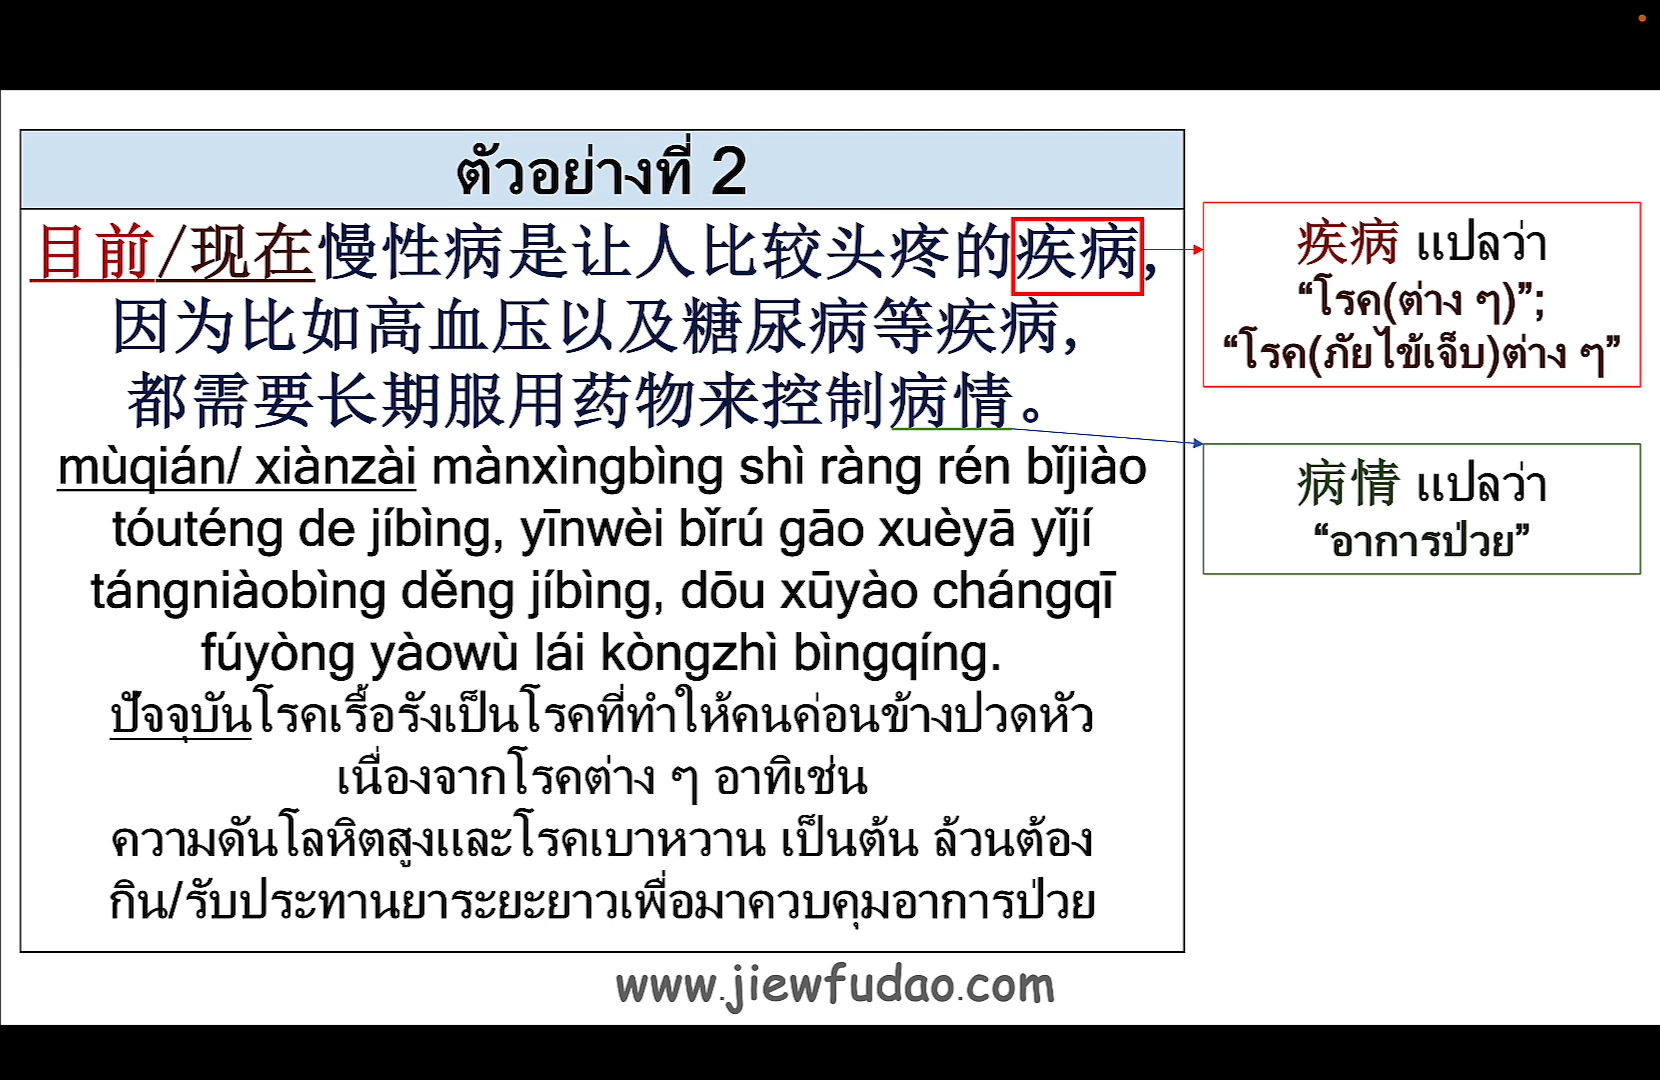 ตัวอย่างที่ 2
目前/现在慢性病是让人比较头疼的疾病,
因为比如高血压以及糖尿病等疾病,
都需要长期服用药物来控制病情。
mùqián/ xiànzài mànxìngbìng shì ràng rén bǐjiào
tóuténg de jíbìng, yīnwèi bǐrú gāo xuèyā yǐjí
tángniàobìng děng jíbìng, dōu xūyào chángqī
fúyòng yàowù lái kòngzhì bìngqíng.
ปัจจุบันโรคเรื้อรังเป็นโรคที่ทำให้คนค่อนข้างปวดหัว
เนื่องจากโรคต่าง ๆ อาทิเช่น
ความดันโลหิตสูงและโรคเบาหวาน เป็นต้น ล้วนต้อง
กิน/รับประทานยาระยะยาวเพื่อมาควบคุมอาการป่วย
疾病 แปลว่า
“โรค(ต่าง ๆ)”;
“โรค(ภัยไข้เจ็บ)ต่าง ๆ”
病情 แปลว่า
“อาการป่วย”
www.jiewfudao.com